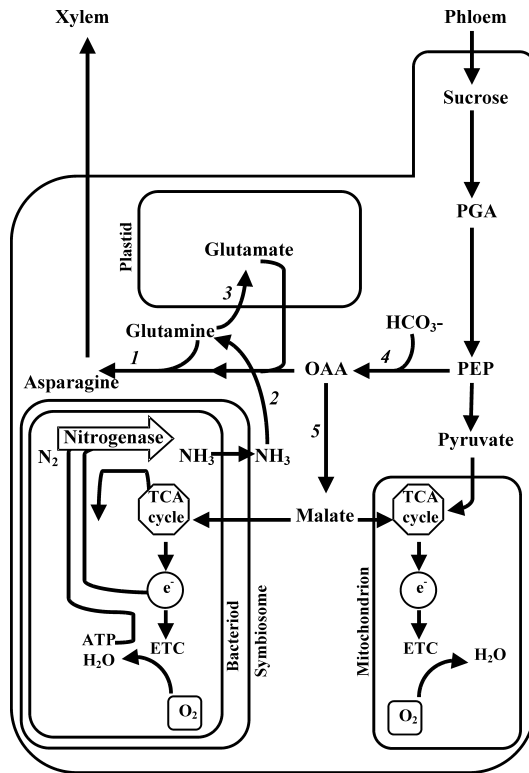 Xylem
Phloem
Sucrose
PGA
Plastid
Glutamate
3
Glutamine
HCO₃-
1
OAA
4
PEP
Asparagine
2
5
Pyruvate
Nitrogenase
N₂
NH₃
NH₃
TCA
cycle
Malate
TCA
cycle
e-
e-
Bacteriod
Symbiosome
Mitochondrion
ATP
H₂O
ETC
ETC
H₂O
O₂
O₂